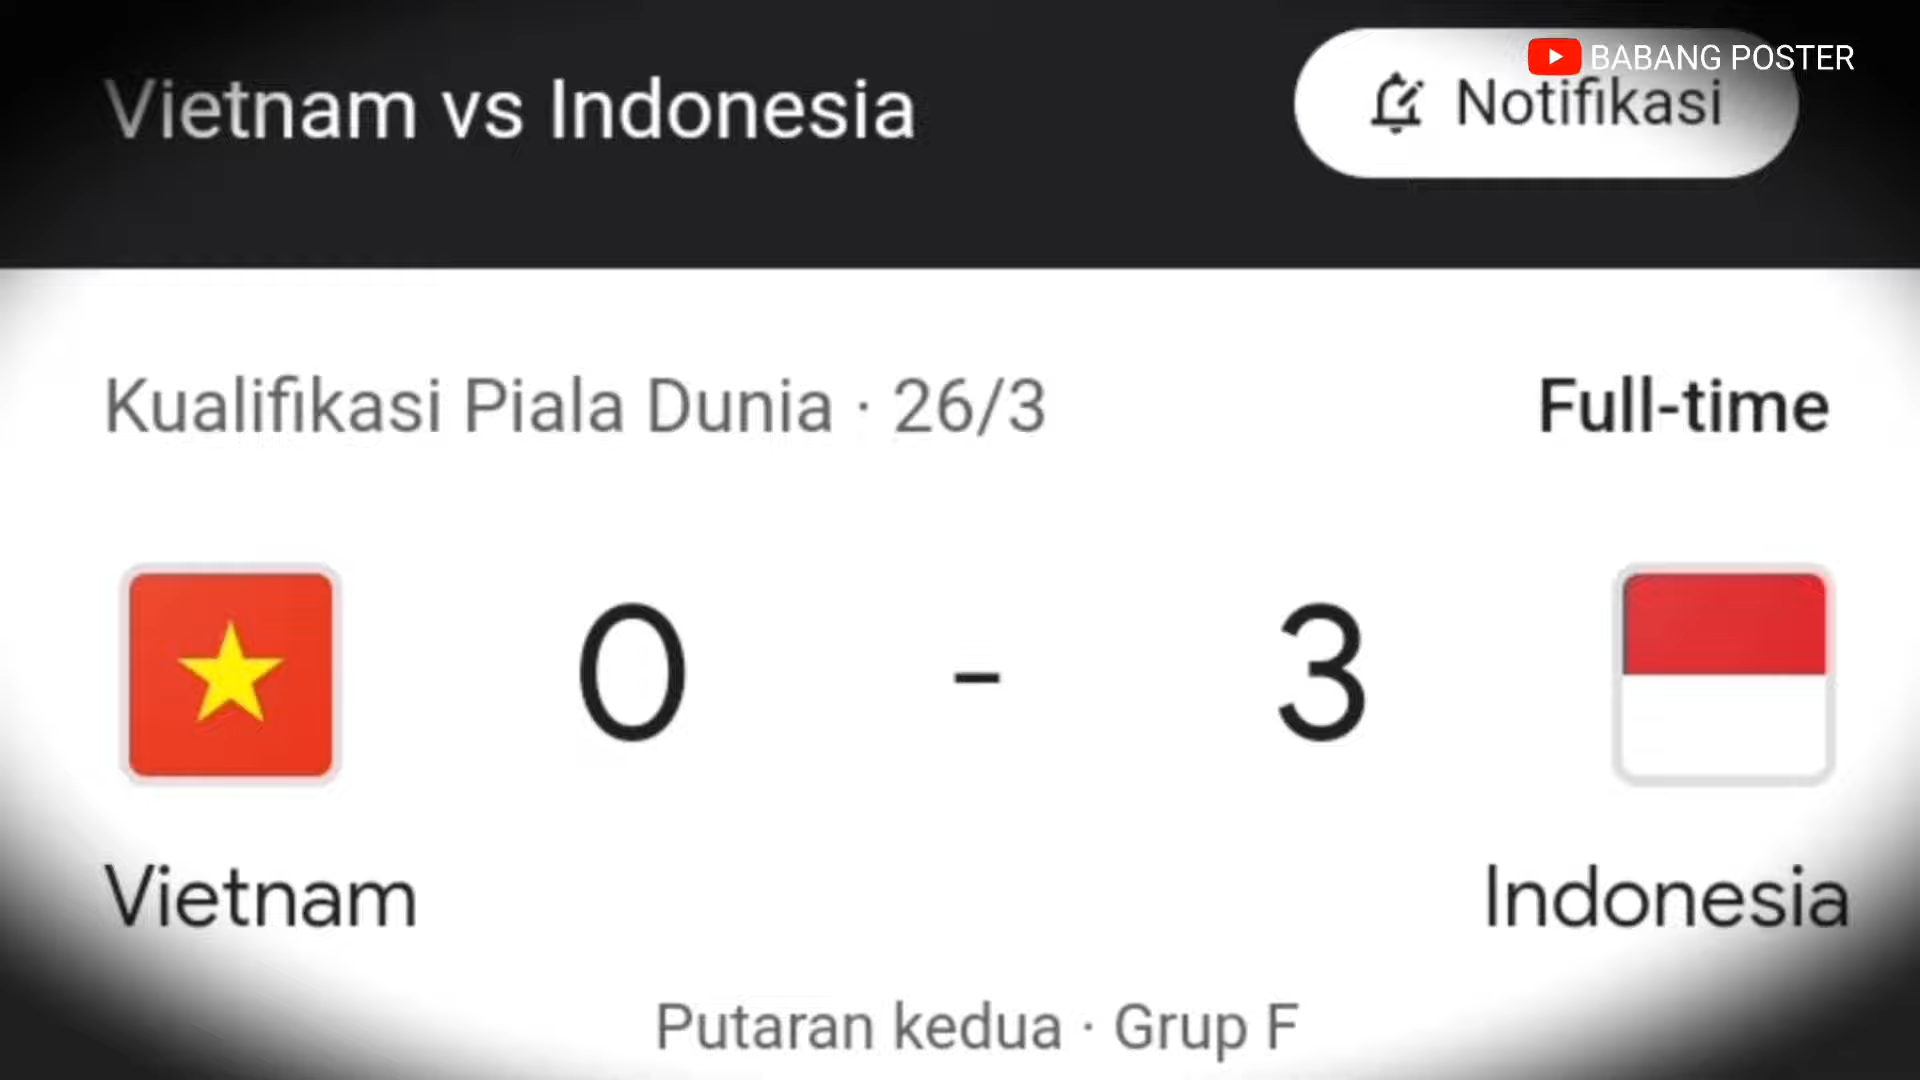 BABANG POSTER
Vietnam vs Indonesia
Notifikasi
Kualifikasi Piala Dunia · 26/3
Full-time
0 - 3
Vietnam
Indonesia
Putaran kedua · Grup F